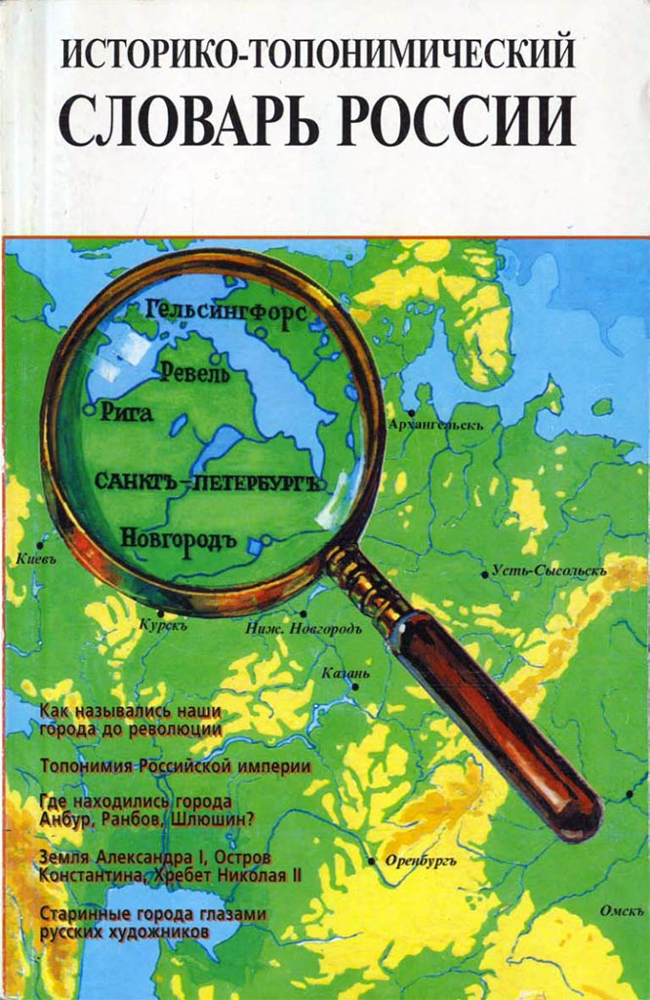 ИСТОРИКО-ТОПОНИМИЧЕСКИЙ
СЛОВАРЬ РОССИИ
Гельсингфорс
Ревель
Рига
САНКТЪ-ПЕТЕРБУРГЪ
Новгородъ
Архангельскъ
Киевъ
Усть-Сысольскъ
Курскъ
Ниж. Новгородъ
Казань
Как назывались наши
города до революции
Топонимия Российской империи
Где находились города
Анбур, Ранбов, Шлюшин?
Земля Александра I, Остров
Константина, Хребет Николая II
Оренбургъ
Старинные города глазами
русских художников
Омскъ